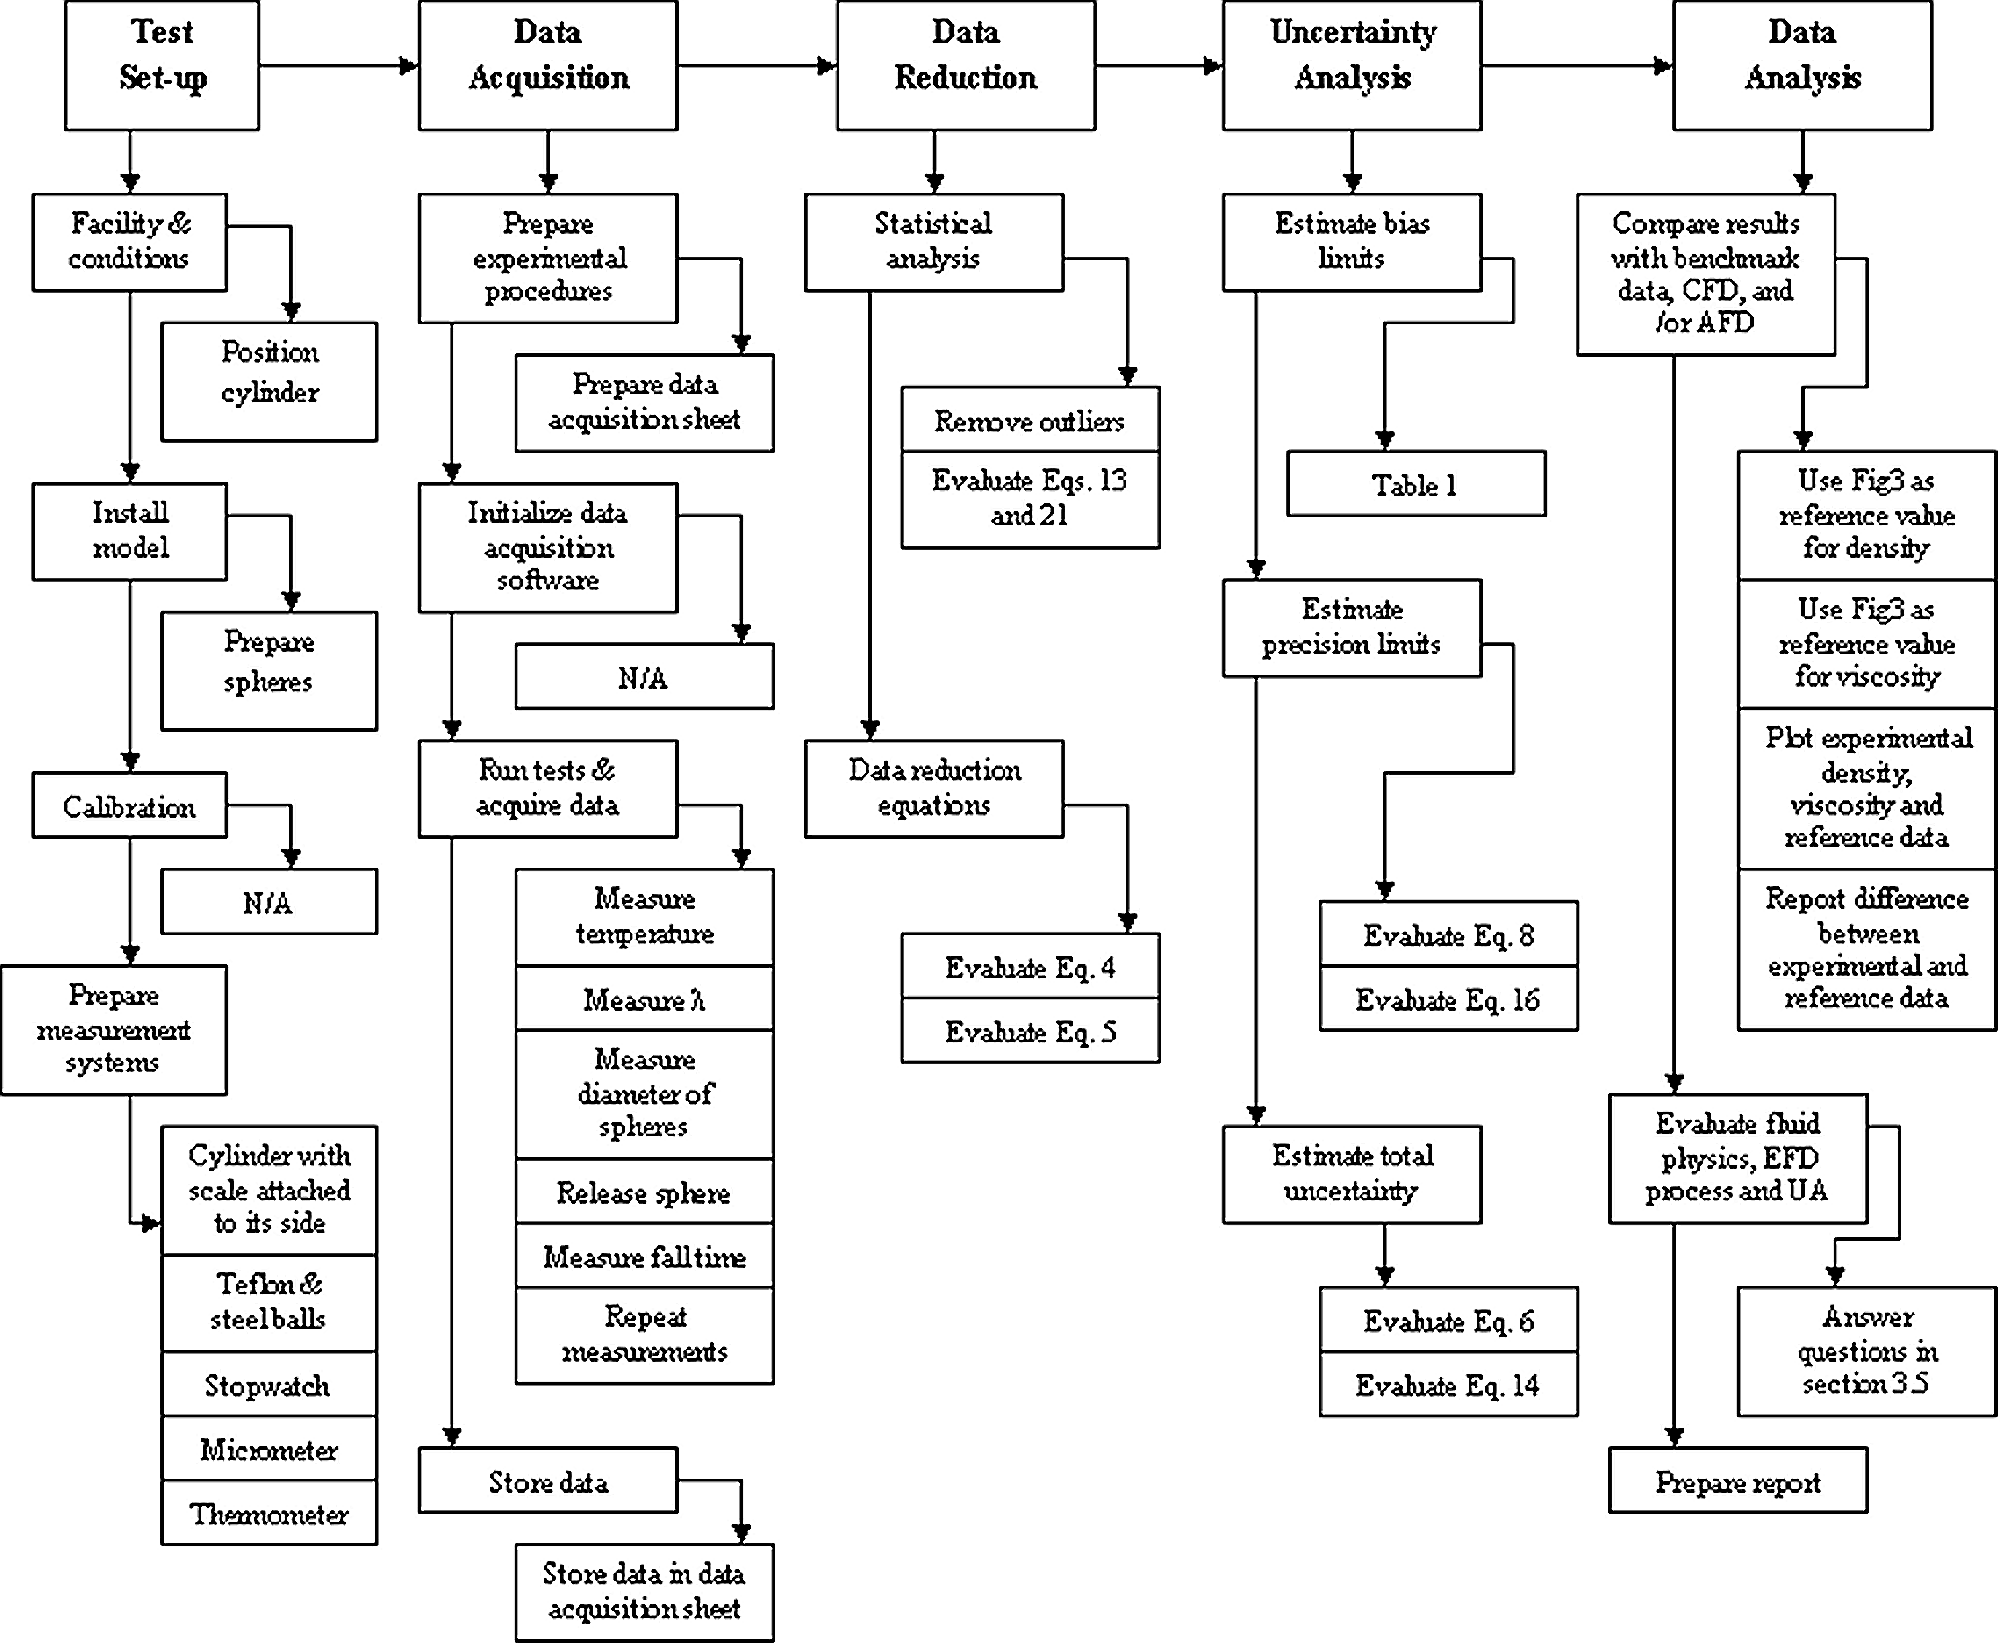 Test
Set-up
Data
Acquisition
Data
Reduction
Uncertainty
Analysis
Data
Analysis
Facility &
conditions
Position
cylinder
Install
model
Prepare
spheres
Calibration
N/A
Prepare
measurement
systems
Cylinder with
scale attached
to its side
Teflon &
steel balls
Stopwatch
Micrometer
Thermometer
Prepare
experimental
procedures
Prepare data
acquisition sheet
Initialize data
acquisition
software
N/A
Run tests &
acquire data
Measure
temperature
Measure λ
Measure
diameter of
spheres
Release sphere
Measure fall time
Repeat
measurements
Store data
Store data in data
acquisition sheet
Statistical
analysis
Remove outliers
Evaluate Eqs. 13
and 21
Data reduction
equations
Evaluate Eq. 4
Evaluate Eq. 5
Estimate bias
limits
Table 1
Estimate
precision limits
Evaluate Eq. 8
Evaluate Eq. 16
Estimate total
uncertainty
Evaluate Eq. 6
Evaluate Eq. 14
Compare results
with benchmark
data, CFD, and
/or AFD
Use Fig3 as
reference value
for density
Use Fig3 as
reference value
for viscosity
Plot experimental
density,
viscosity and
reference data
Report difference
between
experimental and
reference data
Evaluate fluid
physics, EFD
process and UA
Answer
questions in
section 3.5
Prepare report